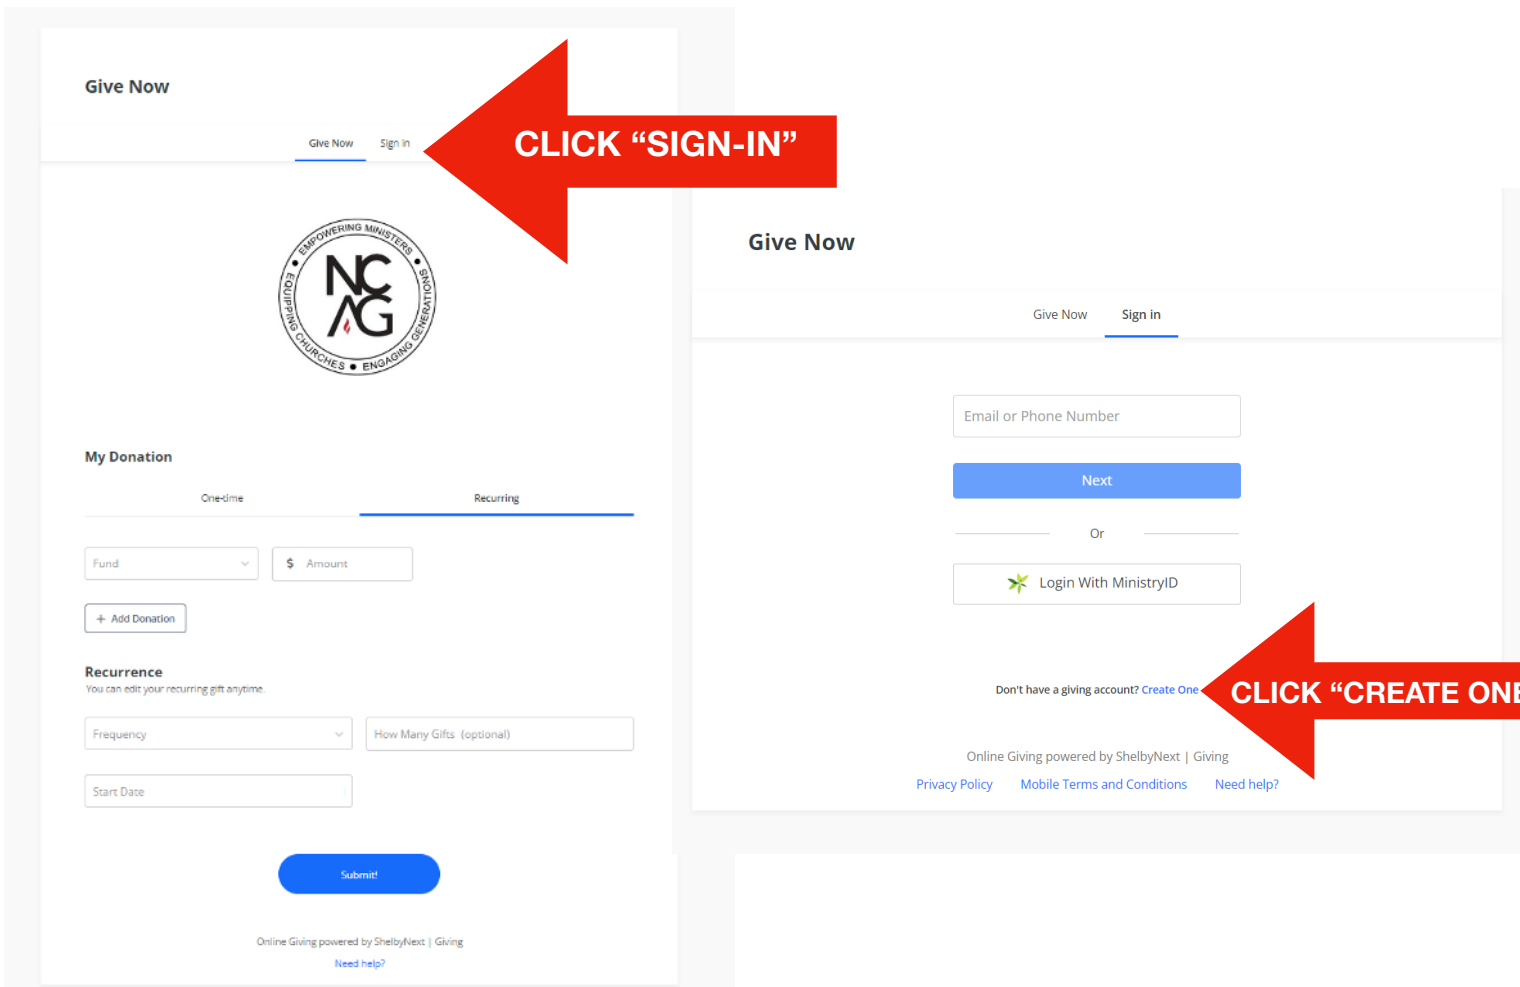 Give Now
Give Now Sign in
CLICK “SIGN-IN”
EMPOWERING MINISTERS • ENGAGING GENERATIONS • EQUIPPING CHURCHES •
NC
AG
My Donation
One-time Recurring
Fund $ Amount
+ Add Donation
Recurrence
You can edit your recurring gift anytime.
Frequency How Many Gifts (optional)
Start Date
Submit!
Online Giving powered by ShelbyNext | Giving
Need help?
Give Now
Give Now Sign in
Email or Phone Number
Next
Or
Login With MinistryID
Don't have a giving account? Create One
CLICK “CREATE ONE
Online Giving powered by ShelbyNext | Giving
Privacy Policy Mobile Terms and Conditions Need help?